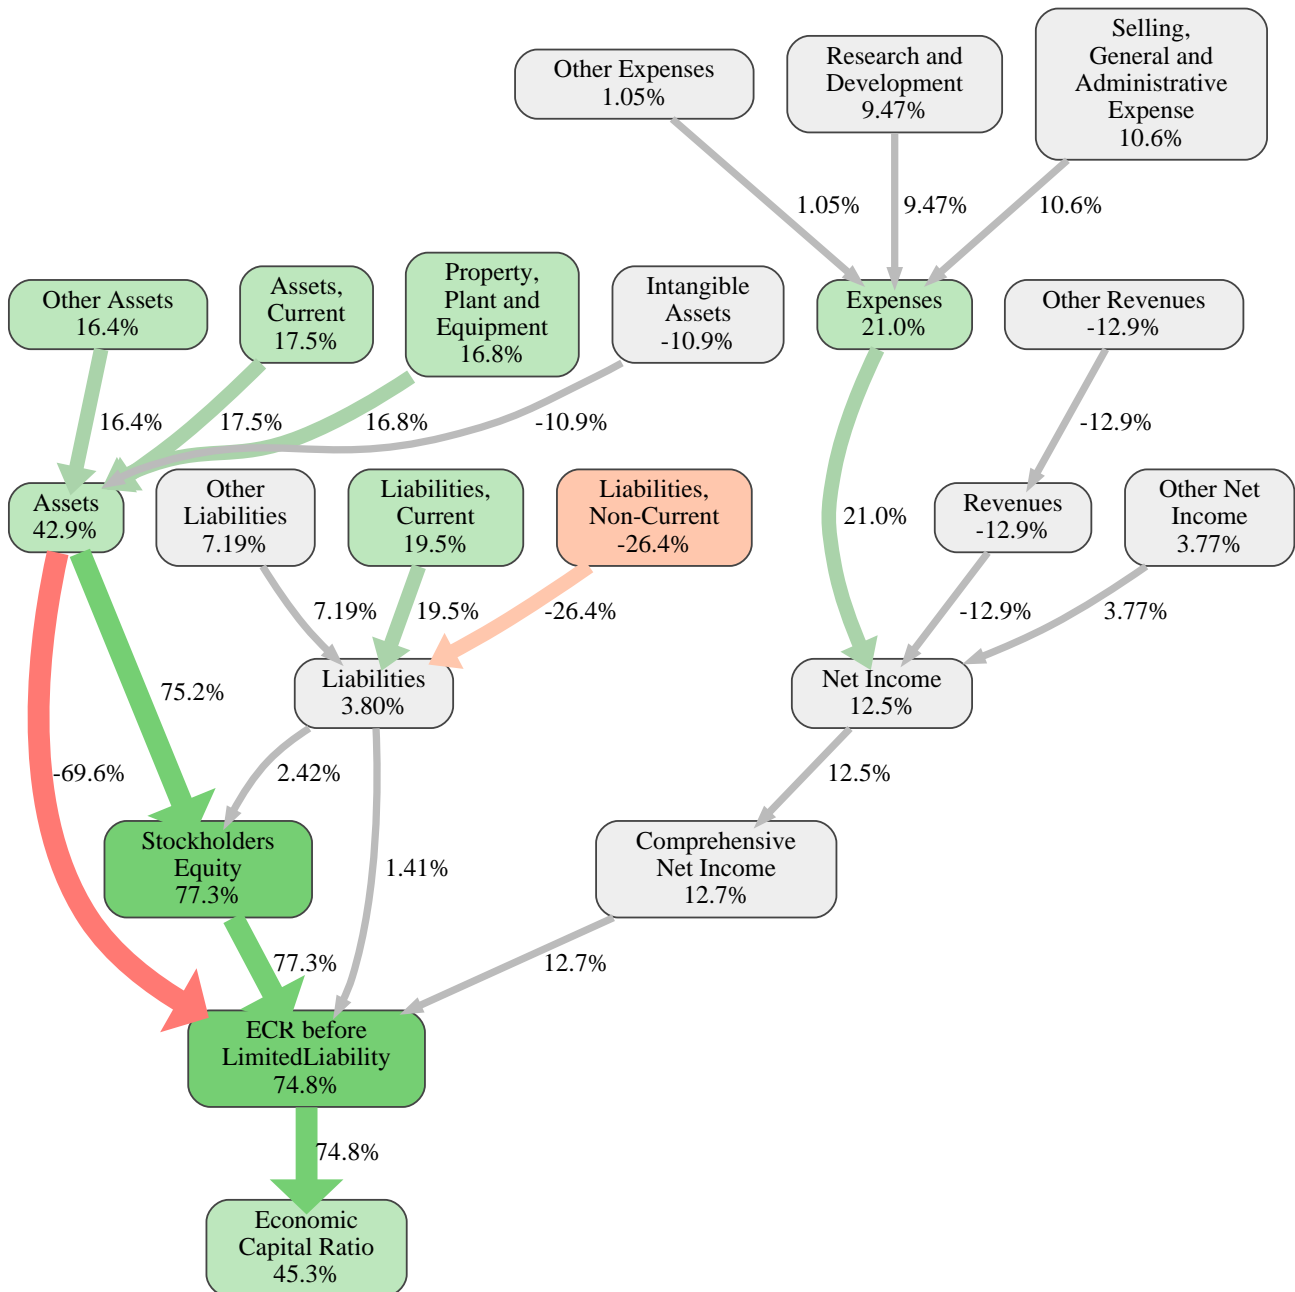 Selling,
General and
Administrative
Expense
10.6%
Research and
Development
9.47%
Other Expenses
1.05%
1.05%
9.47%
10.6%
Other Assets
16.4%
Assets,
Current
17.5%
Property,
Plant and
Equipment
16.8%
Intangible
Assets
-10.9%
Expenses
21.0%
Other Revenues
-12.9%
16.4%
17.5%
16.8%
-10.9%
-12.9%
Assets
42.9%
Other
Liabilities
7.19%
Liabilities,
Current
19.5%
Liabilities,
Non-Current
-26.4%
21.0%
Revenues
-12.9%
Other Net
Income
3.77%
7.19%
19.5%
-26.4%
-12.9%
3.77%
75.2%
Liabilities
3.80%
Net Income
12.5%
-69.6%
2.42%
12.5%
Stockholders
Equity
77.3%
1.41%
Comprehensive
Net Income
12.7%
77.3%
12.7%
ECR before
LimitedLiability
74.8%
74.8%
Economic
Capital Ratio
45.3%